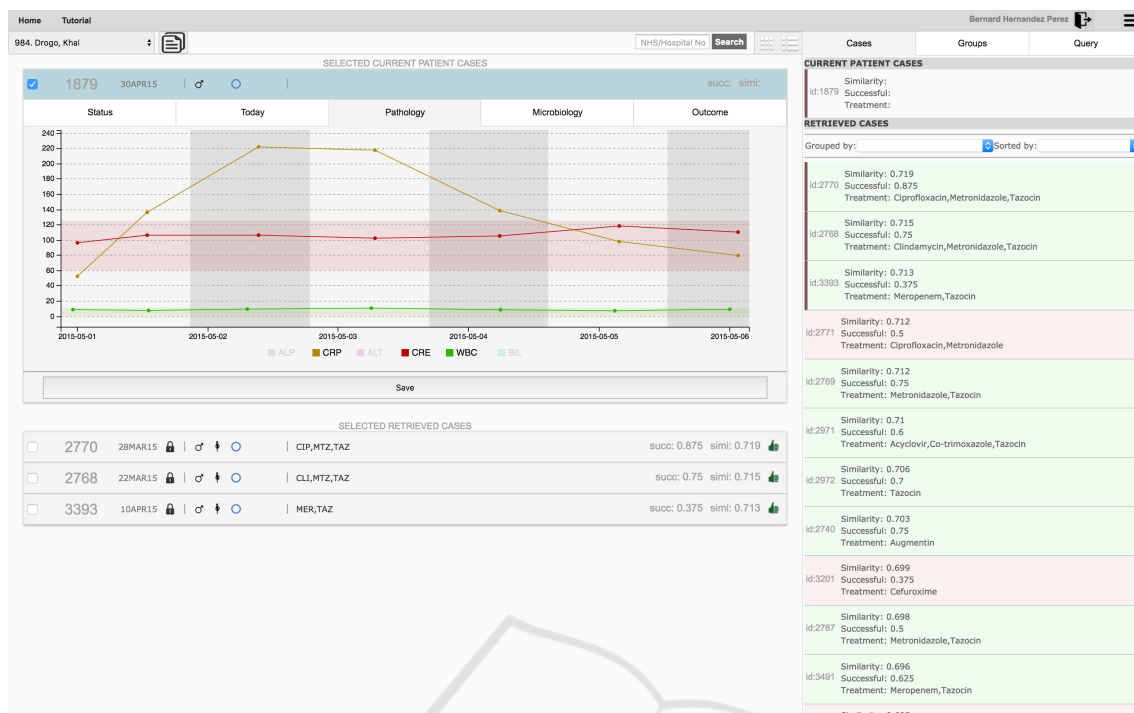 Home Tutorial Bernard Hernandez Perez
984. Drogo, Khal NHS/Hospital No Search
Cases Groups Query
SELECTED CURRENT PATIENT CASES
1879 30APR15 | ♂ | succ: simi:
Status Today Pathology Microbiology Outcome
240
220
200
180
160
140
120
100
80
60
40
20
0
2015-05-01 2015-05-02 2015-05-03 2015-05-04 2015-05-05 2015-05-06
ALP CRP ALT CRE WBC BIL
Save
SELECTED RETRIEVED CASES
2770 28MAR15 | ♂ | CIP,MTZ,TAZ succ: 0.875 simi: 0.719
2768 22MAR15 | ♂ | CLI,MTZ,TAZ succ: 0.75 simi: 0.715
3393 10APR15 | ♂ | MER,TAZ succ: 0.375 simi: 0.713
CURRENT PATIENT CASES
Similarity:
id:1879 Successful:
Treatment:
RETRIEVED CASES
Grouped by: Sorted by:
Similarity: 0.719
id:2770 Successful: 0.875
Treatment: Ciprofloxacin,Metronidazole,Tazocin
Similarity: 0.715
id:2768 Successful: 0.75
Treatment: Clindamycin,Metronidazole,Tazocin
Similarity: 0.713
id:3393 Successful: 0.375
Treatment: Meropenem,Tazocin
Similarity: 0.712
id:2771 Successful: 0.5
Treatment: Ciprofloxacin,Metronidazole
Similarity: 0.712
id:2769 Successful: 0.75
Treatment: Metronidazole,Tazocin
Similarity: 0.71
id:2971 Successful: 0.6
Treatment: Acyclovir,Co-trimoxazole,Tazocin
Similarity: 0.706
id:2972 Successful: 0.7
Treatment: Tazocin
Similarity: 0.703
id:2740 Successful: 0.75
Treatment: Augmentin
Similarity: 0.699
id:3201 Successful: 0.375
Treatment: Cefuroxime
Similarity: 0.698
id:2767 Successful: 0.5
Treatment: Metronidazole,Tazocin
Similarity: 0.696
id:3491 Successful: 0.625
Treatment: Meropenem,Tazocin